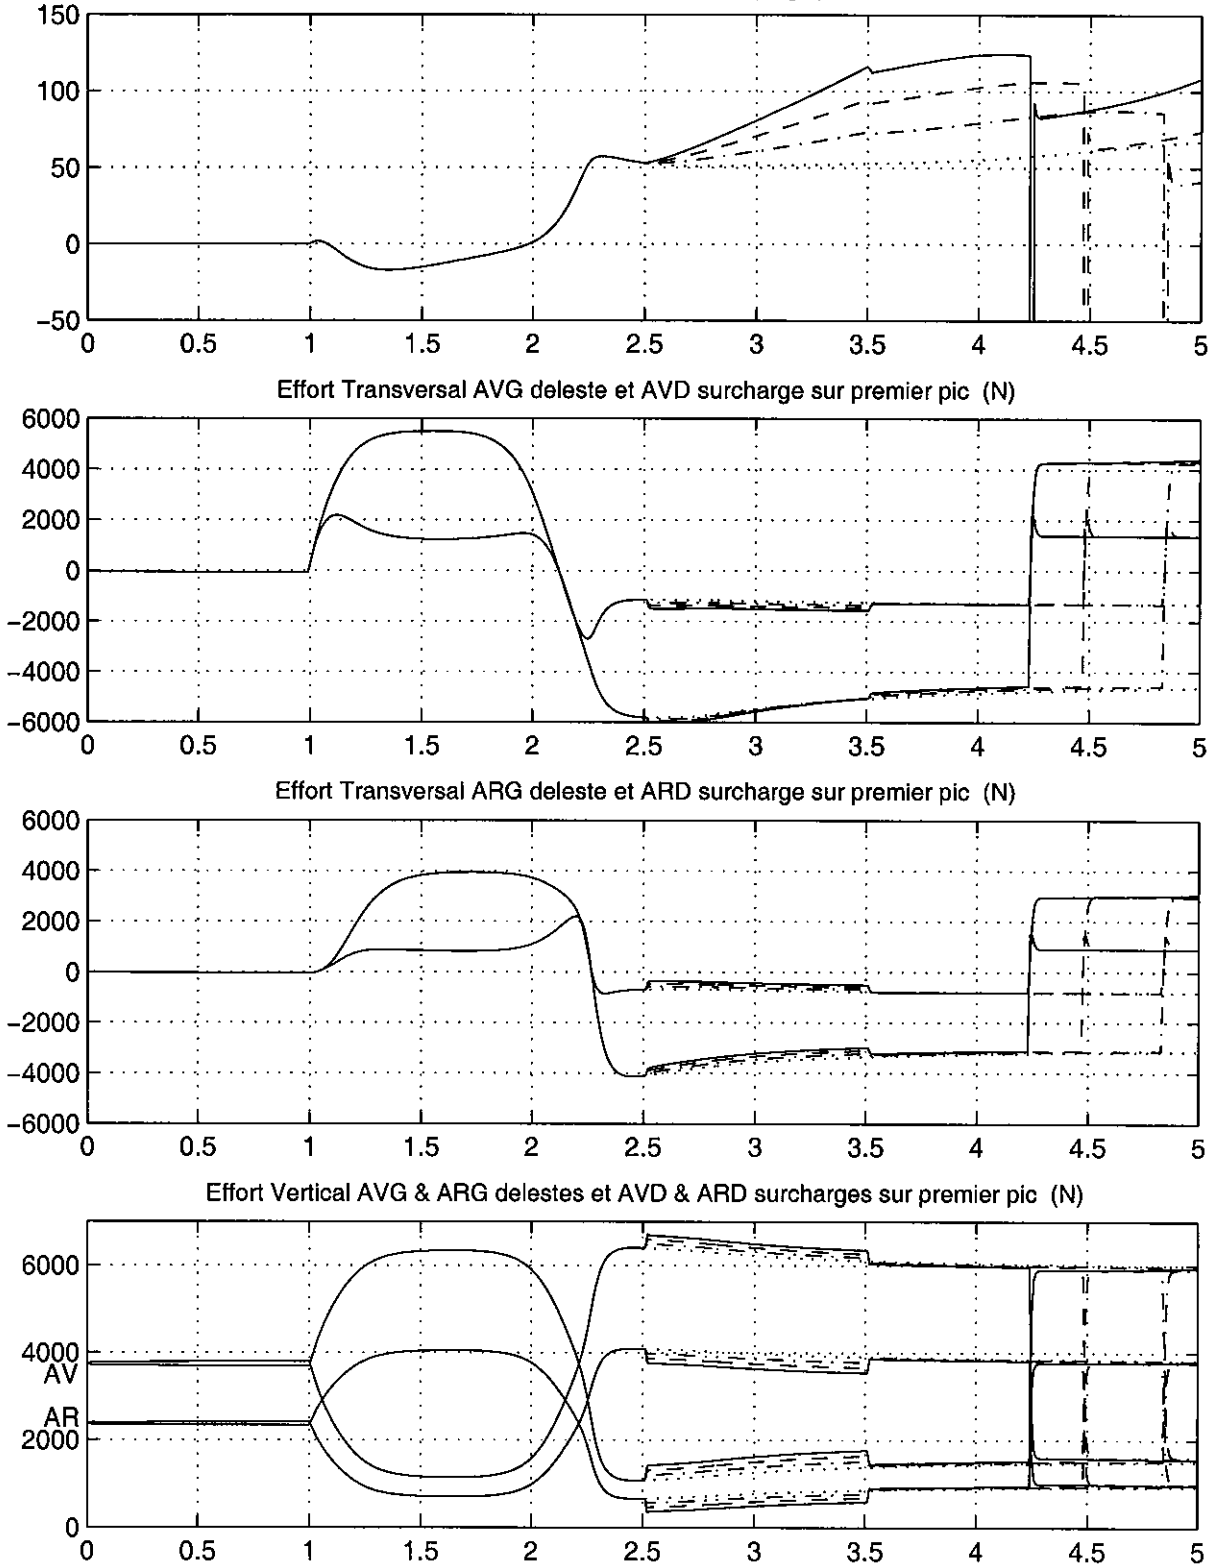 150
100
50
0
−50
0 0.5 1 1.5 2 2.5 3 3.5 4 4.5 5
Effort Transversal AVG deleste et AVD surcharge sur premier pic (N)
6000
4000
2000
0
−2000
−4000
−6000
0 0.5 1 1.5 2 2.5 3 3.5 4 4.5 5
Effort Transversal ARG deleste et ARD surcharge sur premier pic (N)
6000
4000
2000
0
−2000
−4000
−6000
0 0.5 1 1.5 2 2.5 3 3.5 4 4.5 5
Effort Vertical AVG & ARG delestes et AVD & ARD surcharges sur premier pic (N)
6000
4000
AV
AR
2000
0
0 0.5 1 1.5 2 2.5 3 3.5 4 4.5 5